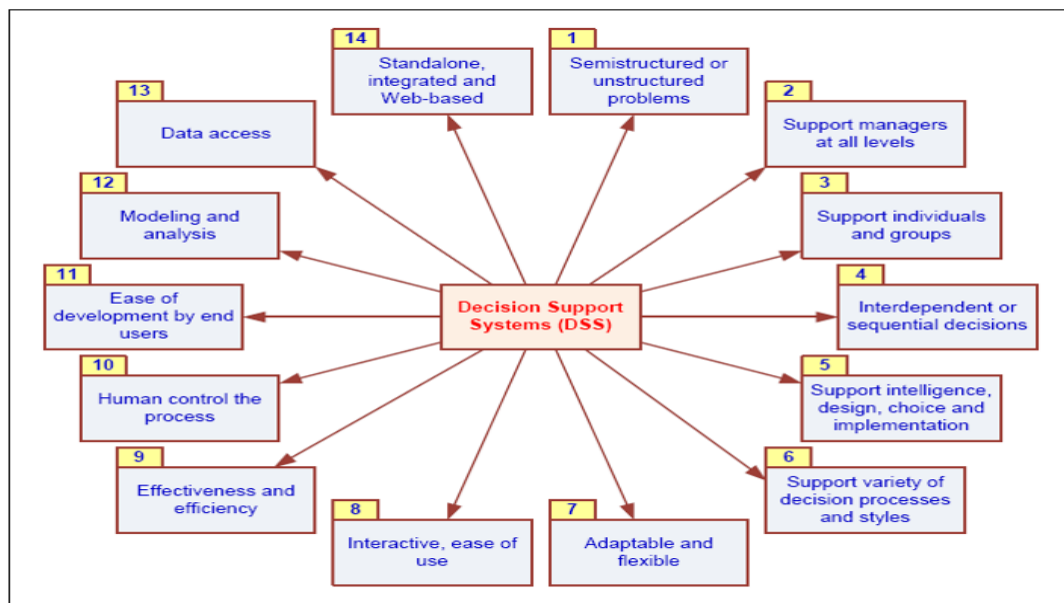 14
Standalone,
integrated and
Web-based
1
Semistructured or
unstructured
problems
13
Data access
2
Support managers
at all levels
12
Modeling and
analysis
3
Support individuals
and groups
11
Ease of
development by end
users
Decision Support
Systems (DSS)
4
Interdependent or
sequential decisions
10
Human control the
process
5
Support intelligence,
design, choice and
implementation
9
Effectiveness and
efficiency
6
Support variety of
decision processes
and styles
8
Interactive, ease of
use
7
Adaptable and
flexible